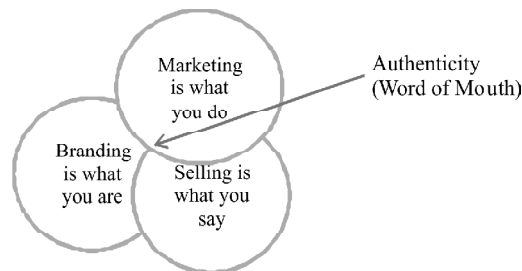 Marketing
is what
you do
Authenticity
(Word of Mouth)
Branding
is what
you are
Selling is
what you
say